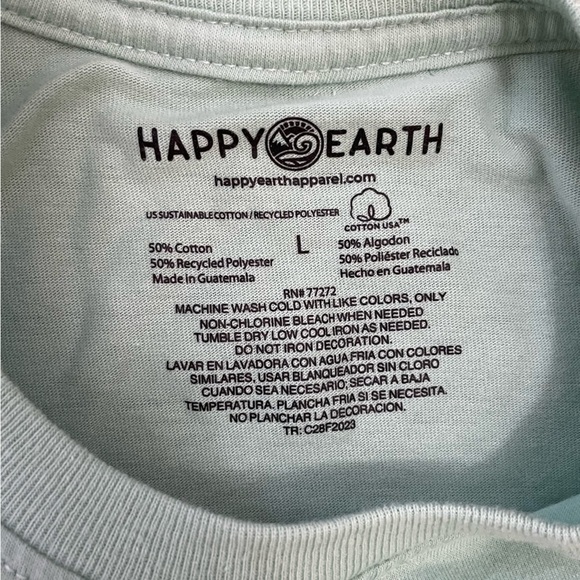 HAPPY EARTH
happyearthapparel.com
US SUSTAINABLE COTTON / RECYCLED POLYESTER
COTTON USA™
50% Cotton
50% Recycled Polyester
Made in Guatemala
L
50% Algodon
50% Poliéster Reciclado
Hecho en Guatemala
RN# 77272
MACHINE WASH COLD WITH LIKE COLORS, ONLY
NON-CHLORINE BLEACH WHEN NEEDED
TUMBLE DRY LOW COOL IRON AS NEEDED.
DO NOT IRON DECORATION.
LAVAR EN LAVADORA CON AGUA FRIA CON COLORES
SIMILARES, USAR BLANQUEADOR SIN CLORO
CUANDO SEA NECESARIO; SECAR A BAJA
TEMPERATURA. PLANCHA FRIA SI SE NECESITA.
NO PLANCHAR LA DECORACION.
TR: C28F2023